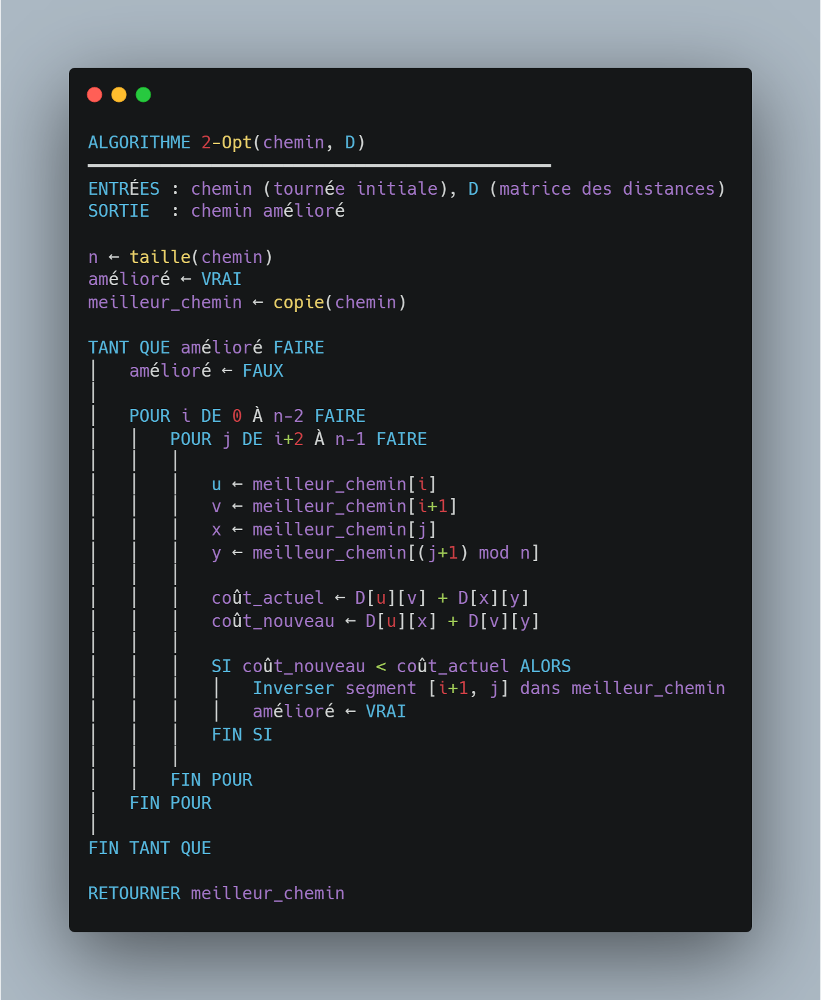 ALGORITHME 2-Opt(chemin, D)
ENTRÉES : chemin (tournée initiale), D (matrice des distances)
SORTIE  : chemin amélioré
n ← taille(chemin)
amélioré ← VRAI
meilleur_chemin ← copie(chemin)
TANT QUE amélioré FAIRE
│   amélioré ← FAUX
│
│   POUR i DE 0 À n-2 FAIRE
│   │   POUR j DE i+2 À n-1 FAIRE
│   │   │
│   │   │   u ← meilleur_chemin[i]
│   │   │   v ← meilleur_chemin[i+1]
│   │   │   x ← meilleur_chemin[j]
│   │   │   y ← meilleur_chemin[(j+1) mod n]
│   │   │
│   │   │   coût_actuel ← D[u][v] + D[x][y]
│   │   │   coût_nouveau ← D[u][x] + D[v][y]
│   │   │
│   │   │   SI coût_nouveau < coût_actuel ALORS
│   │   │   │   Inverser segment [i+1, j] dans meilleur_chemin
│   │   │   │   amélioré ← VRAI
│   │   │   FIN SI
│   │   │
│   │   FIN POUR
│   FIN POUR
│
FIN TANT QUE
RETOURNER meilleur_chemin